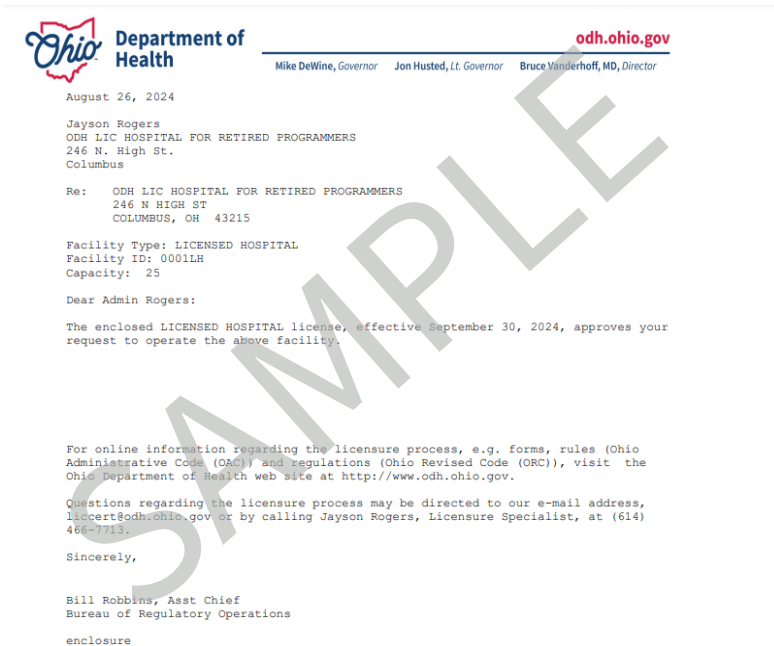 Ohio
Department of
Health
odh.ohio.gov
Mike DeWine, Governor Jon Husted, Lt. Governor Bruce Vanderhoff, MD, Director
August 26, 2024
Jayson Rogers
ODH LIC HOSPITAL FOR RETIRED PROGRAMMERS
246 N. High St.
Columbus
Re: ODH LIC HOSPITAL FOR RETIRED PROGRAMMERS
246 N HIGH ST
COLUMBUS, OH 43215
Facility Type: LICENSED HOSPITAL
Facility ID: 0001LH
Capacity: 25
Dear Admin Rogers:
The enclosed LICENSED HOSPITAL license, effective September 30, 2024, approves your
request to operate the above facility.
For online information regarding the licensure process, e.g. forms, rules (Ohio
Administrative Code (OAC)) and regulations (Ohio Revised Code (ORC)), visit the
Ohio Department of Health web site at http://www.odh.ohio.gov.
Questions regarding the licensure process may be directed to our e-mail address,
liccert@odh.ohio.gov or by calling Jayson Rogers, Licensure Specialist, at (614)
466-7713.
Sincerely,
Bill Robbins, Asst Chief
Bureau of Regulatory Operations
enclosure
SAMPLE